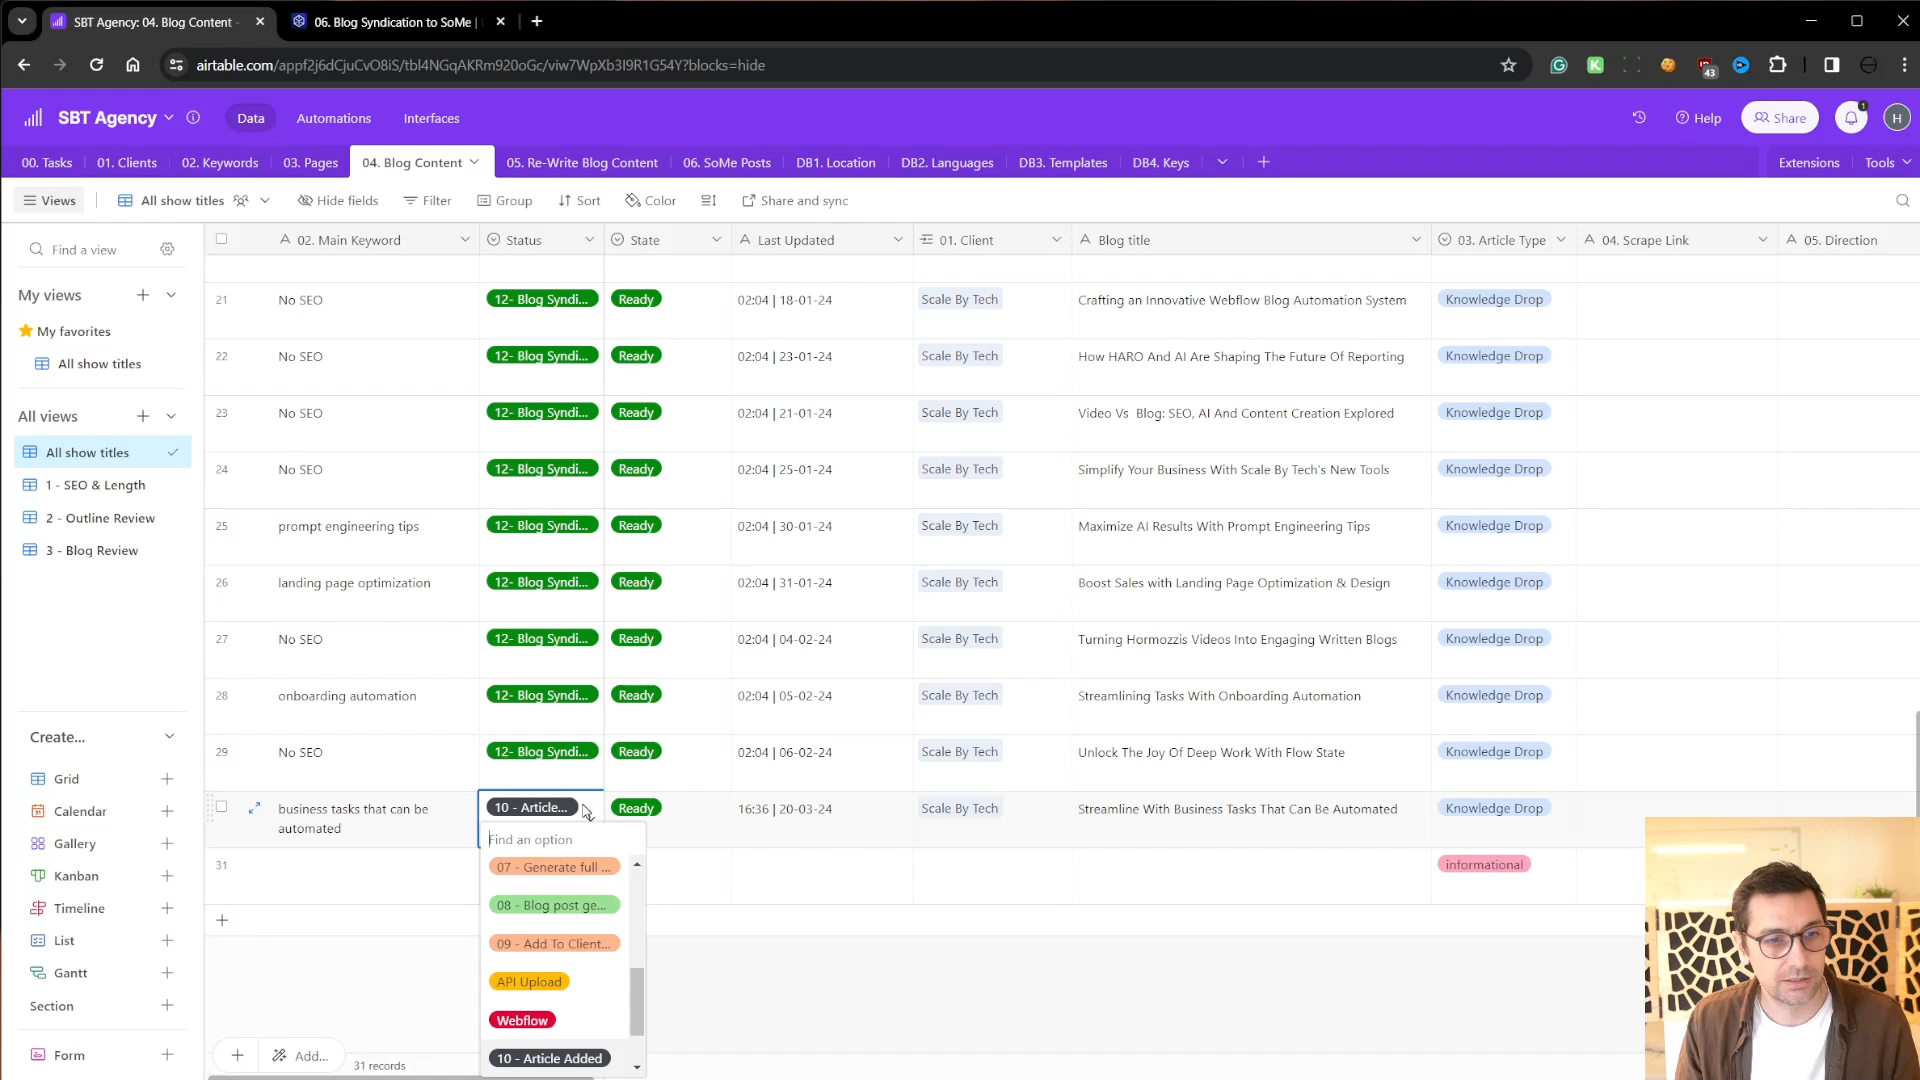 SBT Agency: 04. Blog Content -
06. Blog Syndication to SoMe |
airtable.com/appf2j6dCjuCvO8iS/tbl4NGqAKRm920oGc/viw7WpXb3I9R1G54Y?blocks=hide
43
SBT Agency
Data
Automations
Interfaces
Help
Share
1
H
00. Tasks
01. Clients
02. Keywords
03. Pages
04. Blog Content
05. Re-Write Blog Content
06. SoMe Posts
DB1. Location
DB2. Languages
DB3. Templates
DB4. Keys
Extensions
Tools
Views
All show titles
Hide fields
Filter
Group
Sort
Color
Share and sync
Find a view
My views
My favorites
All show titles
All views
All show titles
1 - SEO & Length
2 - Outline Review
3 - Blog Review
Create...
Grid
Calendar
Gallery
Kanban
Timeline
List
Gantt
Section
Form
02. Main Keyword Status State Last Updated 01. Client Blog title 03. Article Type 04. Scrape Link 05. Direction
21 No SEO 12- Blog Syndi... Ready 02:04 | 18-01-24 Scale By Tech Crafting an Innovative Webflow Blog Automation System Knowledge Drop
22 No SEO 12- Blog Syndi... Ready 02:04 | 23-01-24 Scale By Tech How HARO And AI Are Shaping The Future Of Reporting Knowledge Drop
23 No SEO 12- Blog Syndi... Ready 02:04 | 21-01-24 Scale By Tech Video Vs Blog: SEO, AI And Content Creation Explored Knowledge Drop
24 No SEO 12- Blog Syndi... Ready 02:04 | 25-01-24 Scale By Tech Simplify Your Business With Scale By Tech's New Tools Knowledge Drop
25 prompt engineering tips 12- Blog Syndi... Ready 02:04 | 30-01-24 Scale By Tech Maximize AI Results With Prompt Engineering Tips Knowledge Drop
26 landing page optimization 12- Blog Syndi... Ready 02:04 | 31-01-24 Scale By Tech Boost Sales with Landing Page Optimization & Design Knowledge Drop
27 No SEO 12- Blog Syndi... Ready 02:04 | 04-02-24 Scale By Tech Turning Hormozzis Videos Into Engaging Written Blogs Knowledge Drop
28 onboarding automation 12- Blog Syndi... Ready 02:04 | 05-02-24 Scale By Tech Streamlining Tasks With Onboarding Automation Knowledge Drop
29 No SEO 12- Blog Syndi... Ready 02:04 | 06-02-24 Scale By Tech Unlock The Joy Of Deep Work With Flow State Knowledge Drop
business tasks that can be automated 10 - Article... Ready 16:36 | 20-03-24 Scale By Tech Streamline With Business Tasks That Can Be Automated Knowledge Drop
31 informational
Find an option
07 - Generate full ...
08 - Blog post ge...
09 - Add To Client...
API Upload
Webflow
10 - Article Added
Add...
31 records